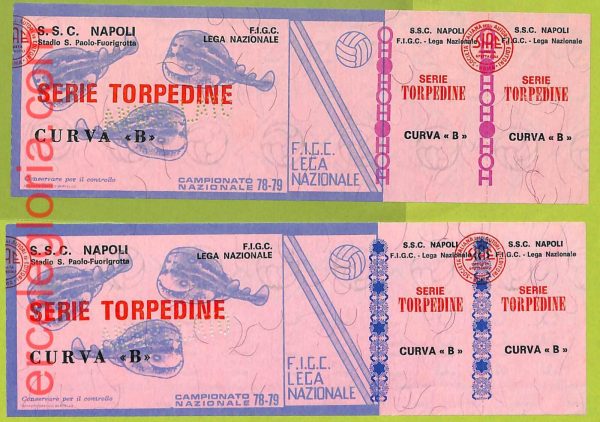 S.S.C. NAPOLI
Stadio S. Paolo-Fuorigrotta
F.I.G.C.
LEGA NAZIONALE
SERIE TORPEDINE
CURVA «B»
Conservare per il controllo
CAMPIONATO
NAZIONALE 78-79
F.I.G.C.
LEGA
NAZIONALE
S.S.C. NAPOLI
F.I.G.C. - Lega Nazionale
SERIE
TORPEDINE
CURVA «B»
S.S.C. NAPOLI
SERIE
TORPEDINE
CURVA «B»
S.S.C. NAPOLI
Stadio S. Paolo-Fuorigrotta
F.I.G.C.
LEGA NAZIONALE
SERIE TORPEDINE
CURVA «B»
Conservare per il controllo
CAMPIONATO
NAZIONALE 78-79
F.I.G.C.
LEGA
NAZIONALE
S.S.C. NAPOLI
F.I.G.C. - Lega Nazionale
SERIE
TORPEDINE
CURVA «B»
S.S.C. NAPOLI
F.I.G.C. - Lega Nazionale
SERIE
TORPEDINE
CURVA «B»
ercolegloria.com